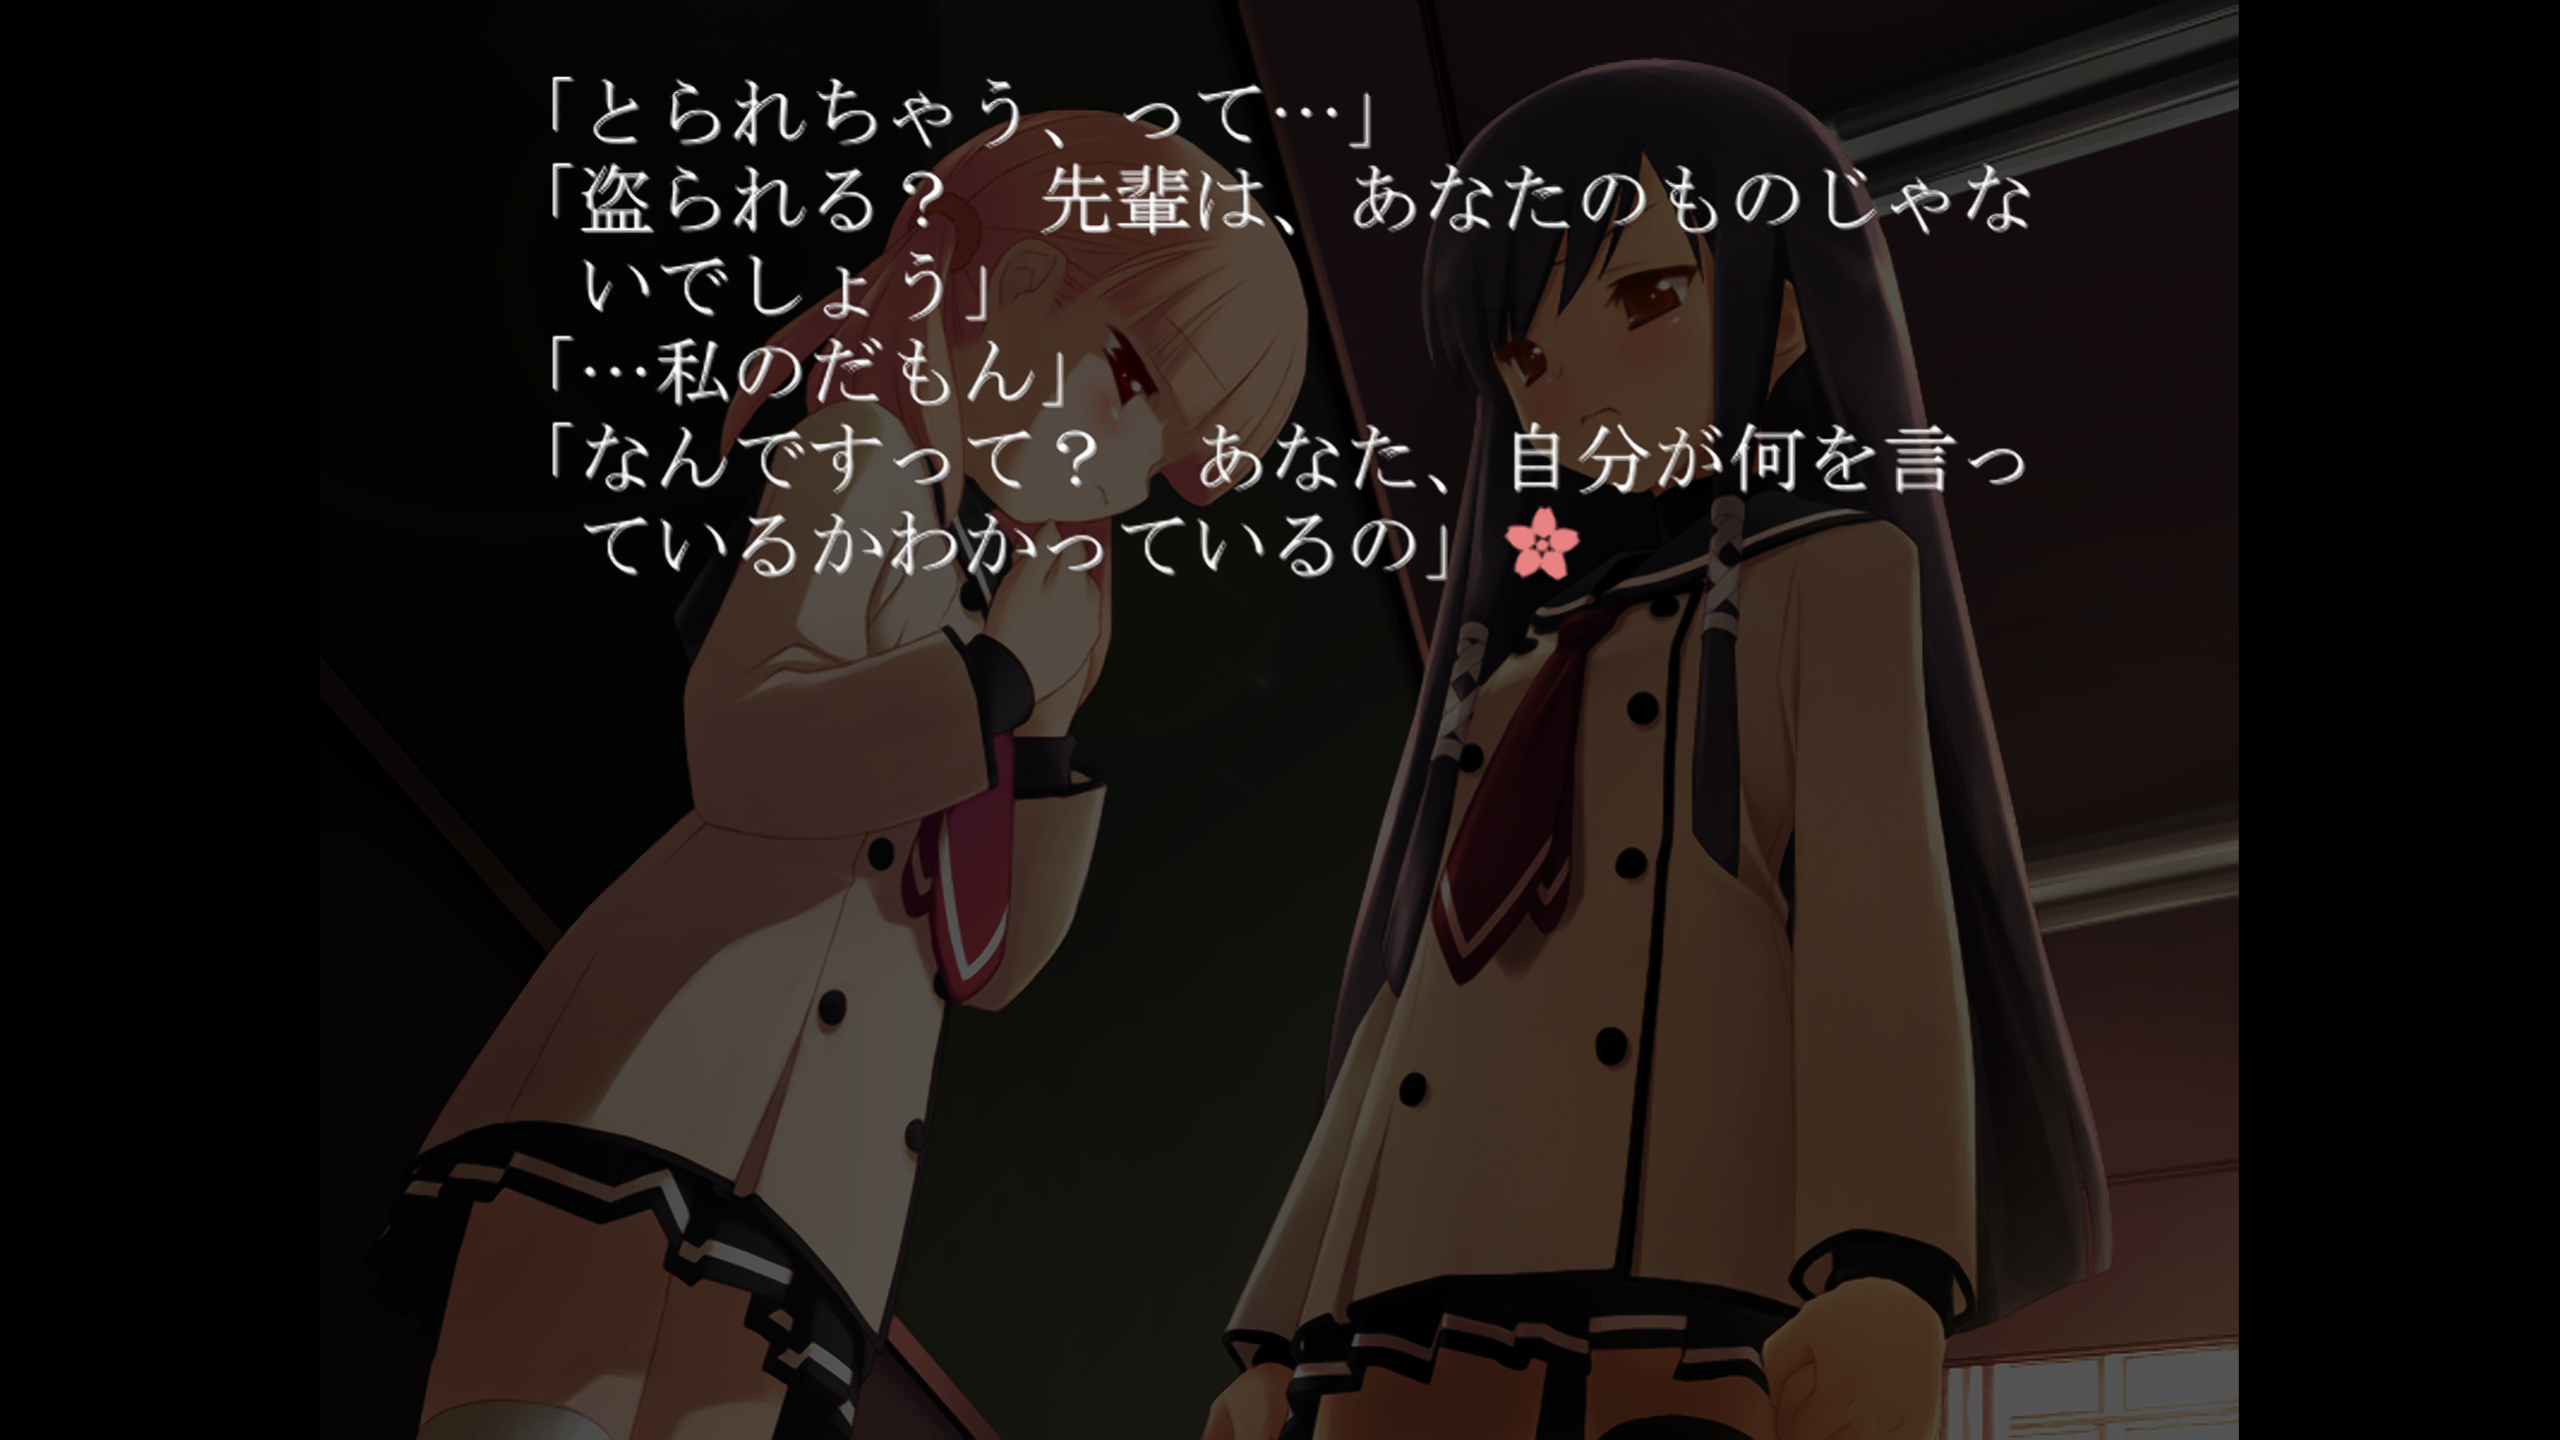 「とられちゃう、って…」
「盗られる？　先輩は、あなたのものじゃな
いでしょう」
「…私のだもん」
「なんですって？　あなた、自分が何を言っ
ているかわかっているの」